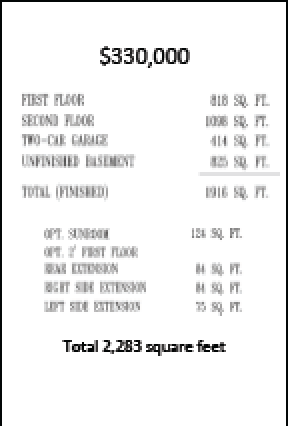 $330,000
FIRST FLOOR 818 SQ. FT.
SECOND FLOOR 1098 SQ. FT.
TWO-CAR GARAGE 414 SQ. FT.
UNFINISHED BASEMENT 825 SQ. FT.
TOTAL (FINISHED) 1916 SQ. FT.
OPT. SUNROOM 124 SQ. FT.
OPT. 2' FIRST FLOOR
REAR EXTENSION 84 SQ. FT.
RIGHT SIDE EXTENSION 84 SQ. FT.
LEFT SIDE EXTENSION 75 SQ. FT.
Total 2,283 square feet